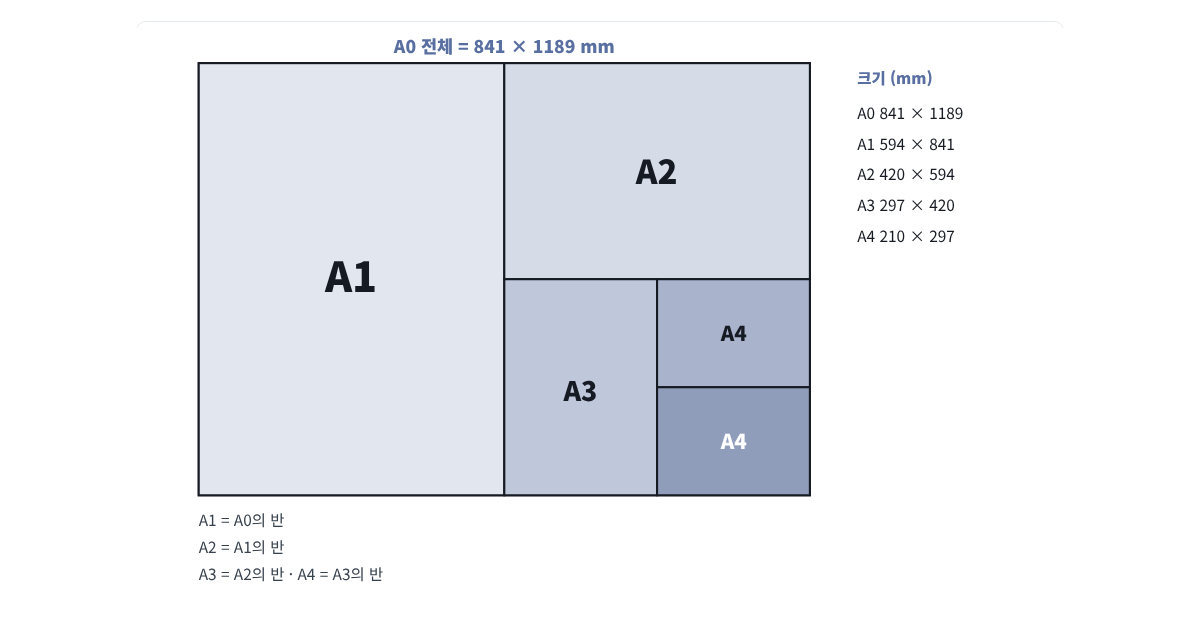 A0 전체 = 841 × 1189 mm
A1
A2
A3
A4
A4
크기 (mm)
A0 841 × 1189
A1 594 × 841
A2 420 × 594
A3 297 × 420
A4 210 × 297
A1 = A0의 반
A2 = A1의 반
A3 = A2의 반 · A4 = A3의 반